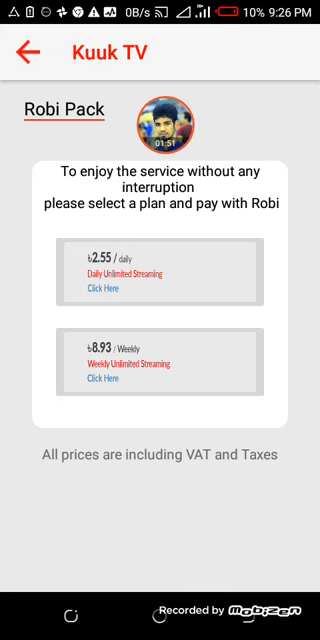 0B/s 10% 9:26 PM
Kuuk TV
Robi Pack
01:51
To enjoy the service without any
interruption
please select a plan and pay with Robi
৳2.55 / daily
Daily Unlimited Streaming
Click Here
৳8.93 / Weekly
Weekly Unlimited Streaming
Click Here
All prices are including VAT and Taxes
Recorded by Mobizen